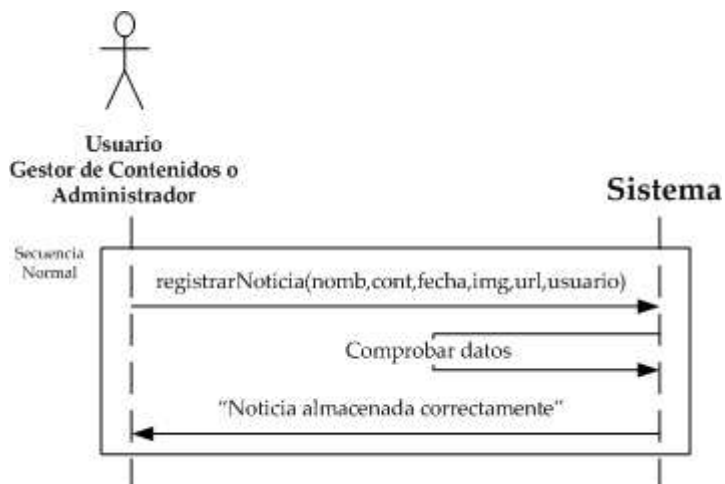 Usuario
Gestor de Contenidos o
Administrador
Sistema
Secuencia
Normal
registrarNoticia(nomb,cont,fecha,img,url,usuario)
Comprobar datos
“Noticia almacenada correctamente”